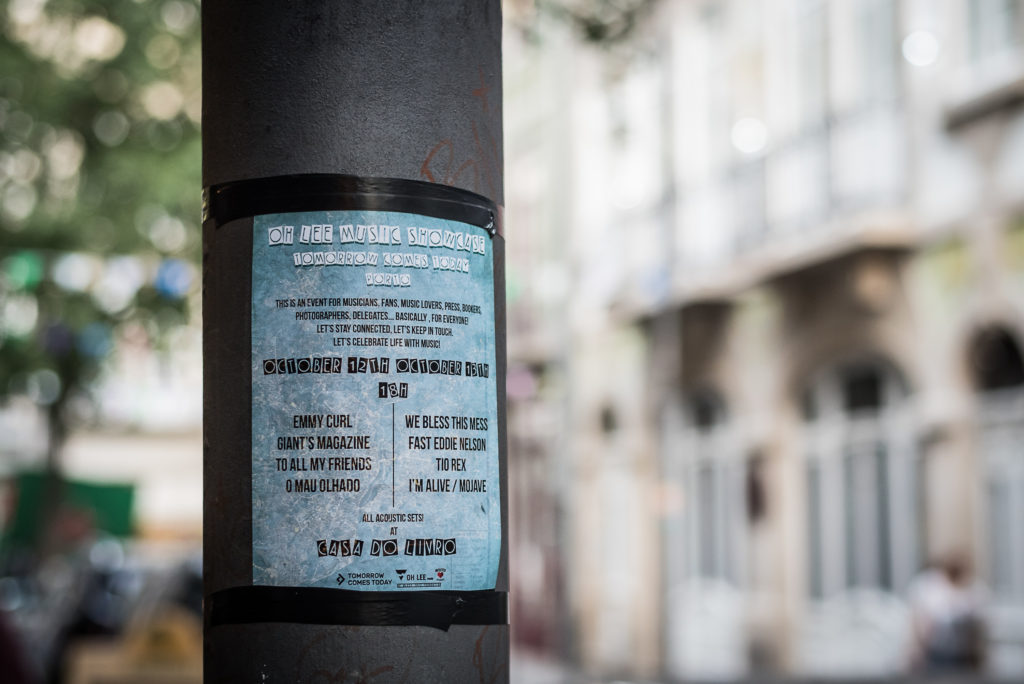 OH LEE MUSIC SHOWCASE
TOMORROW COMES TODAY
PORTO
THIS IS AN EVENT FOR MUSICIANS, FANS, MUSIC LOVERS, PRESS, BOOKERS,
PHOTOGRAPHERS, DELEGATES... BASICALLY , FOR EVERYONE!
LET'S STAY CONNECTED, LET'S KEEP IN TOUCH.
LET'S CELEBRATE LIFE WITH MUSIC!
OCTOBER 12TH OCTOBER 13TH
18H
EMMY CURL
GIANT'S MAGAZINE
TO ALL MY FRIENDS
O MAU OLHADO
WE BLESS THIS MESS
FAST EDDIE NELSON
TIO REX
I'M ALIVE / MOJAVE
ALL ACOUSTIC SETS!
AT
CASA DO LIVRO
TOMORROW
COMES TODAY
OH LEE